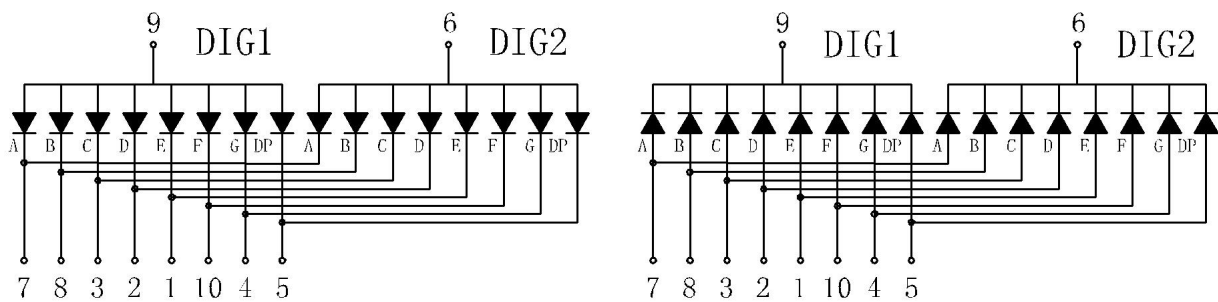 9 DIG1 6 DIG2 9 DIG1 6 DIG2
A B C D E F G DP A B C D E F G DP A B C D E F G DP A B C D E F G DP
7 8 3 2 1 10 4 5 7 8 3 2 1 10 4 5